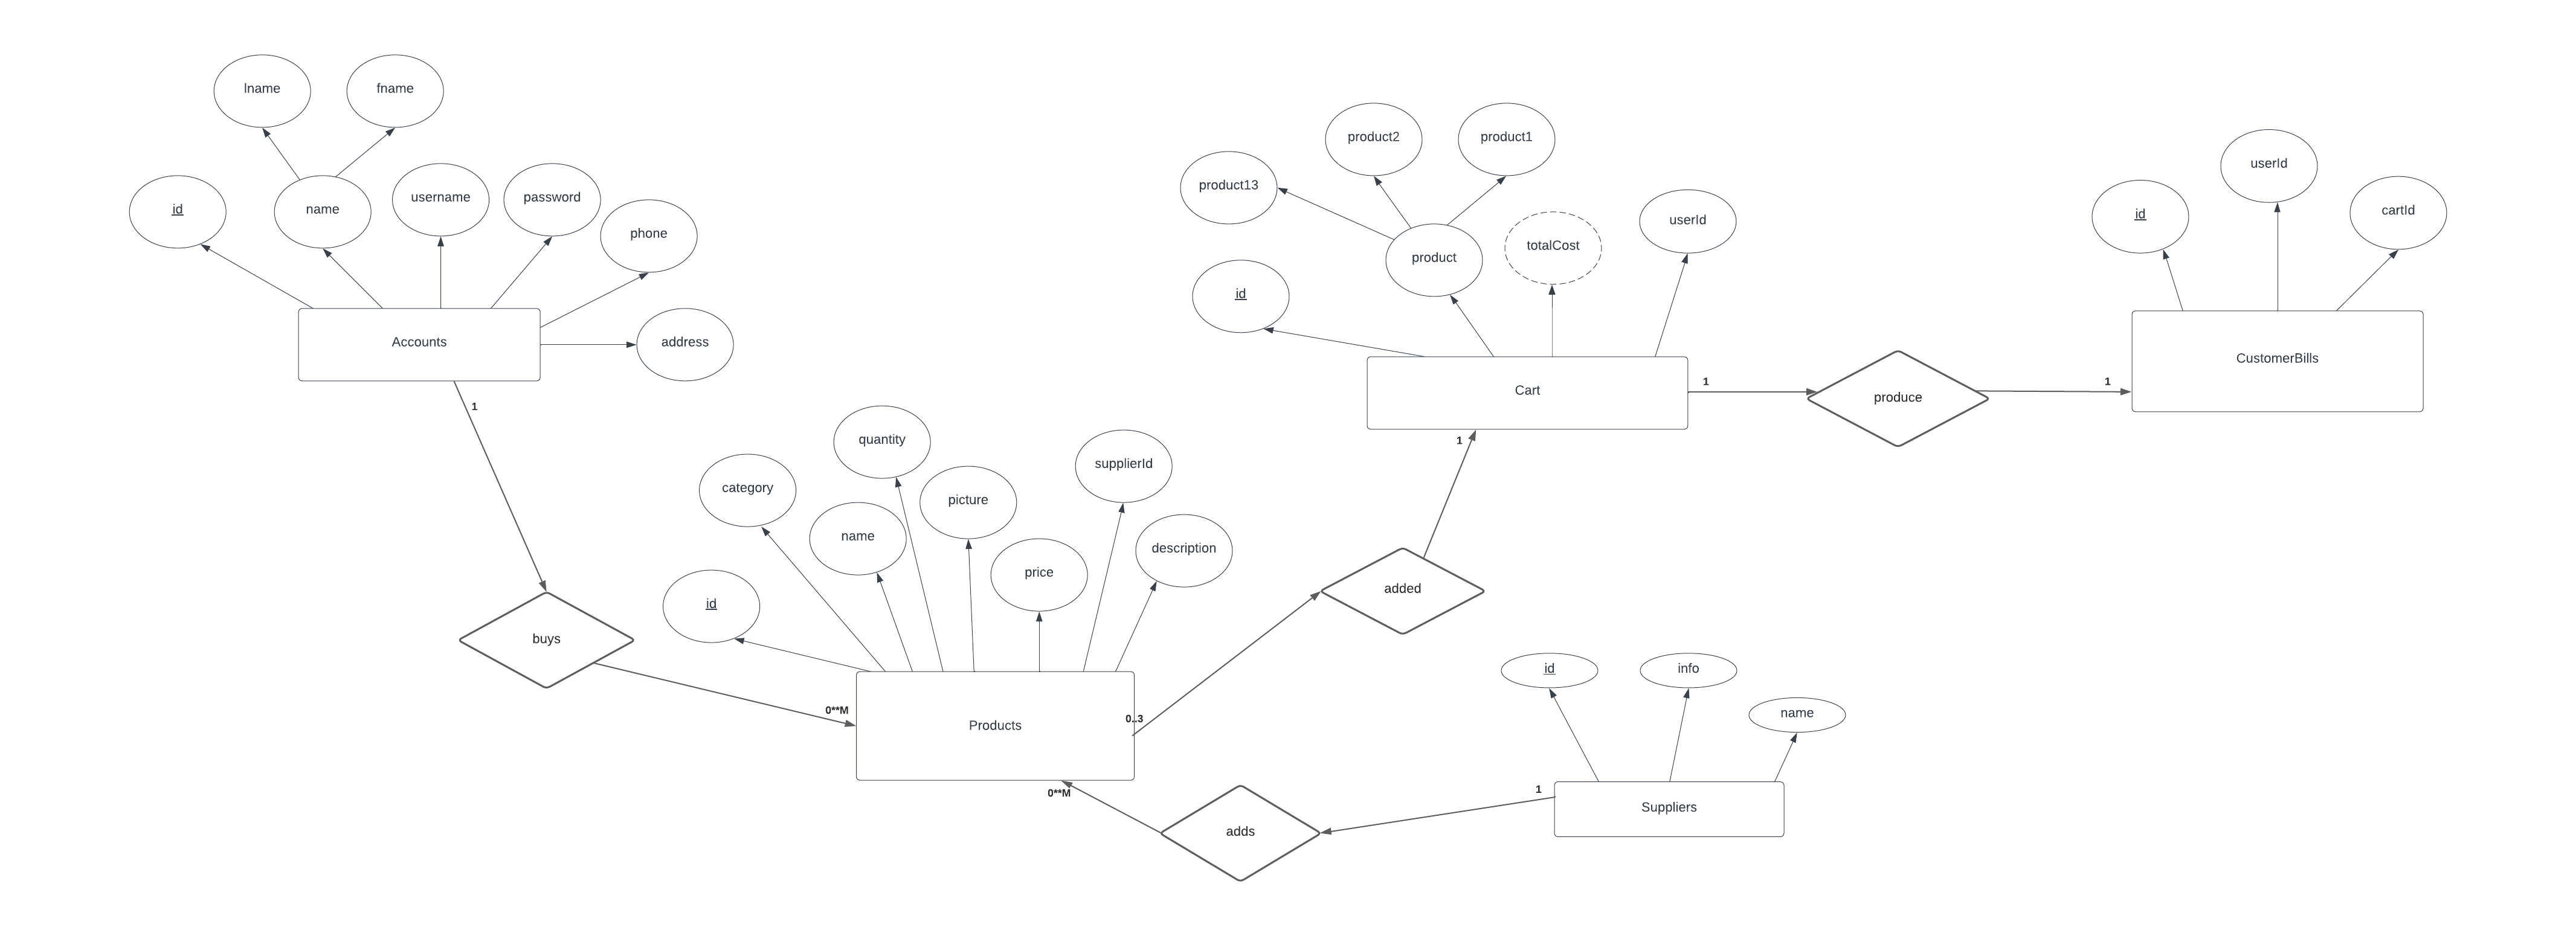 lname
fname
id
name
username
password
phone
Accounts
address
1
buys
0**M
category
quantity
name
picture
supplierId
id
price
description
Products
0..3
0**M
product13
product2
product1
id
product
totalCost
userId
Cart
1
1
added
produce
1
id
userId
cartId
CustomerBills
adds
1
id
info
name
Suppliers